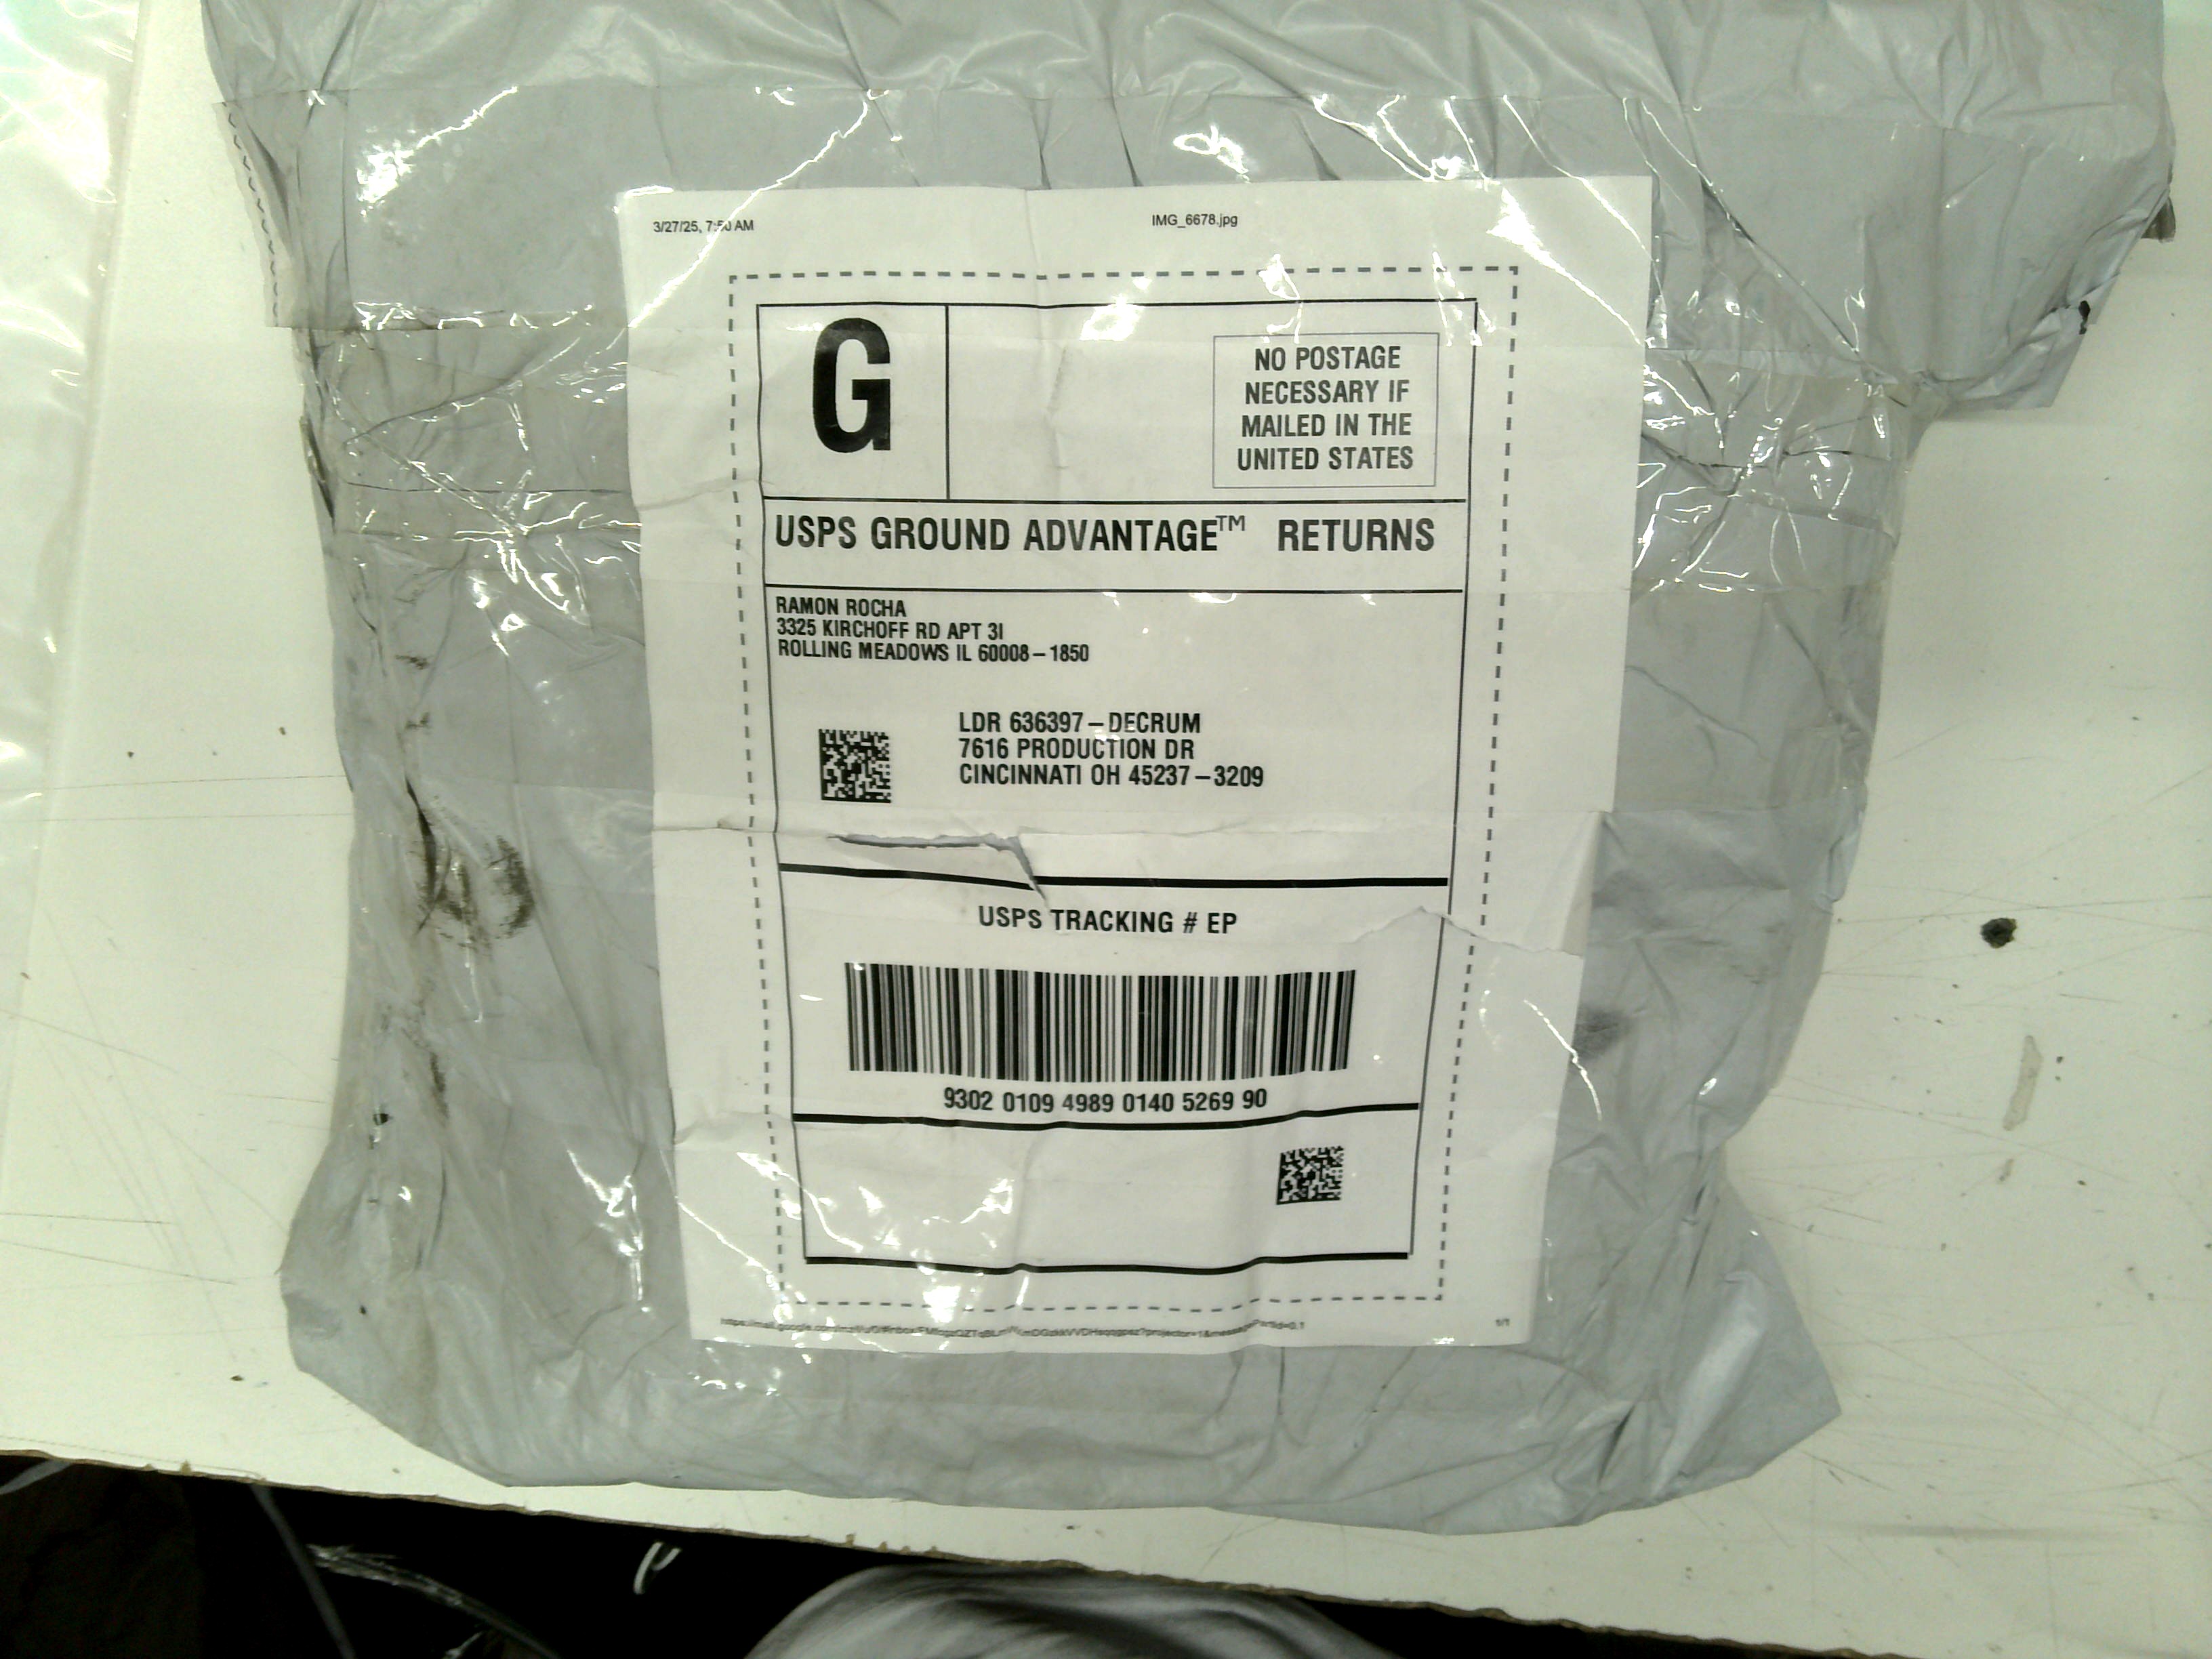 3/27/25, 7:50 AM
IMG_6678.jpg
G
NO POSTAGE
NECESSARY IF
MAILED IN THE
UNITED STATES
USPS GROUND ADVANTAGE™ RETURNS
RAMON ROCHA
3325 KIRCHOFF RD APT 3I
ROLLING MEADOWS IL 60008-1850
LDR 636397-DECRUM
7616 PRODUCTION DR
CINCINNATI OH 45237-3209
USPS TRACKING # EP
9302 0109 4989 0140 5269 90
1/1